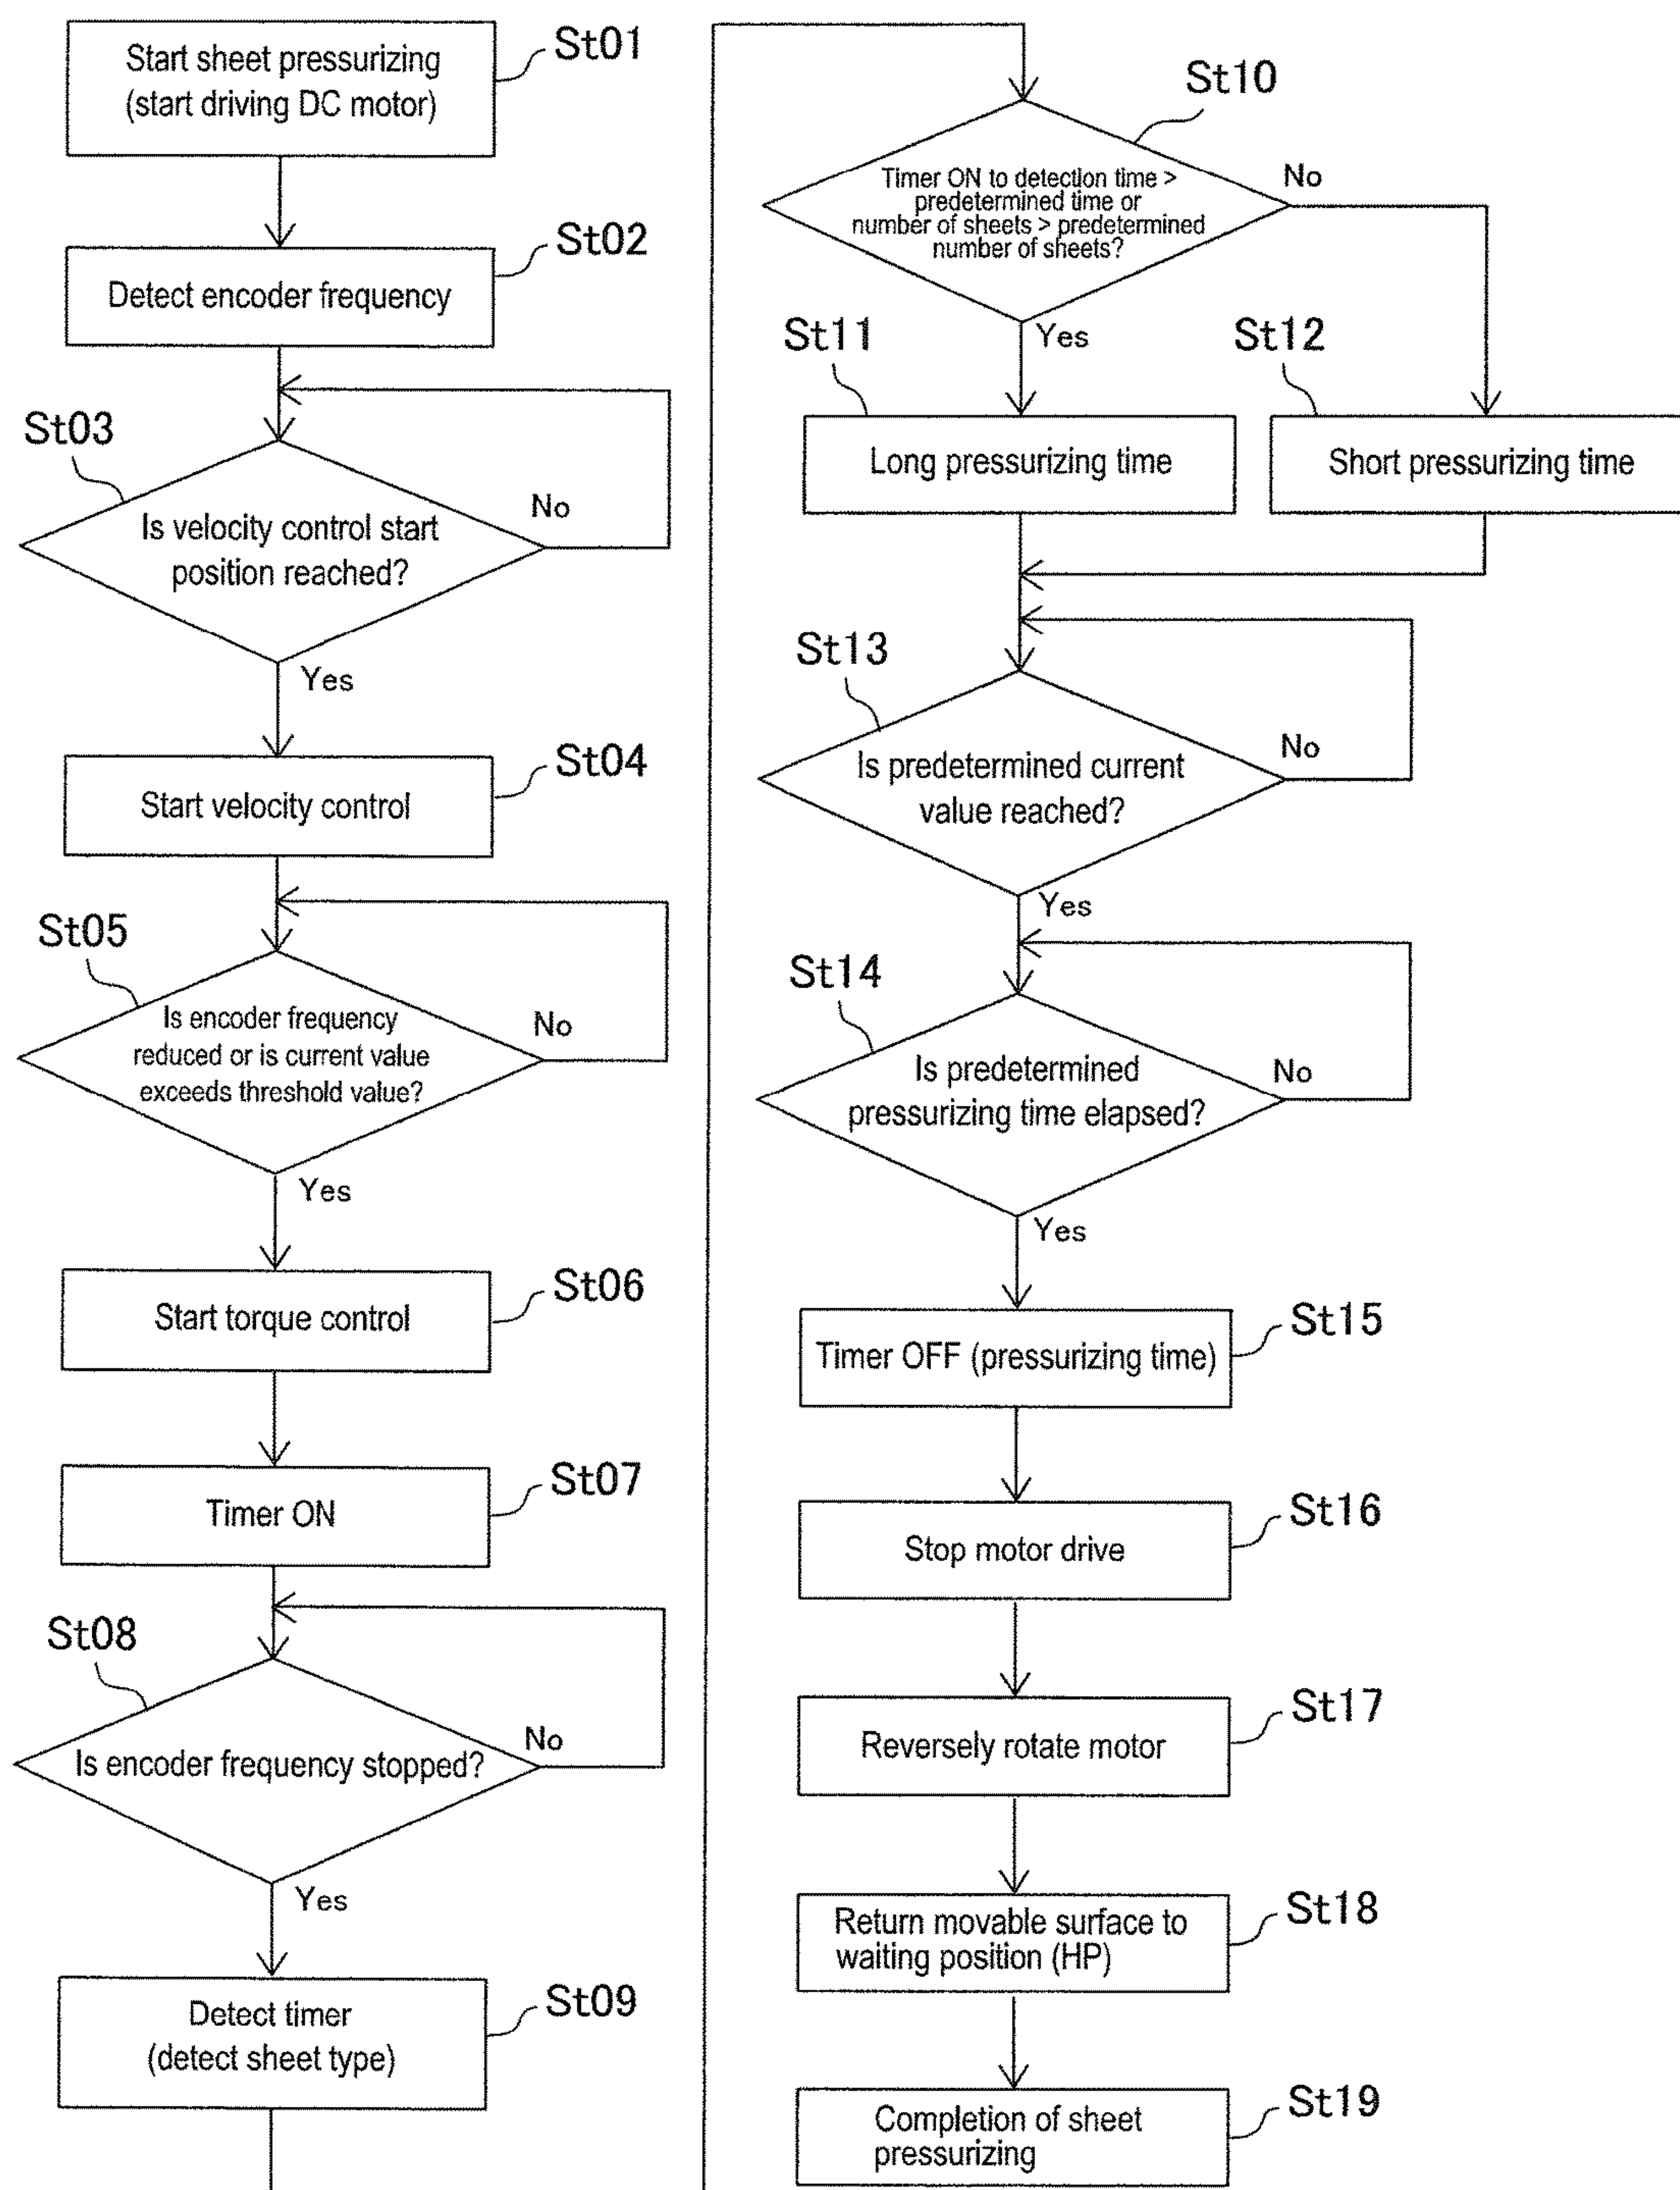 Start sheet pressurizing
(start driving DC motor)
St01
St02
Detect encoder frequency
St03
No
Is velocity control start
position reached?
Yes
St04
Start velocity control
St05
Is encoder frequency
reduced or is current value
exceeds threshold value?
No
Yes
St06
Start torque control
St07
Timer ON
St08
No
Is encoder frequency stopped?
Yes
St09
Detect timer
(detect sheet type)
St10
Timer ON to detection time >
predetermined time or
number of sheets > predetermined
number of sheets?
No
Yes
St11
Long pressurizing time
St12
Short pressurizing time
St13
No
Is predetermined current
value reached?
Yes
St14
No
Is predetermined
pressurizing time elapsed?
Yes
St15
Timer OFF (pressurizing time)
St16
Stop motor drive
St17
Reversely rotate motor
St18
Return movable surface to
waiting position (HP)
St19
Completion of sheet
pressurizing